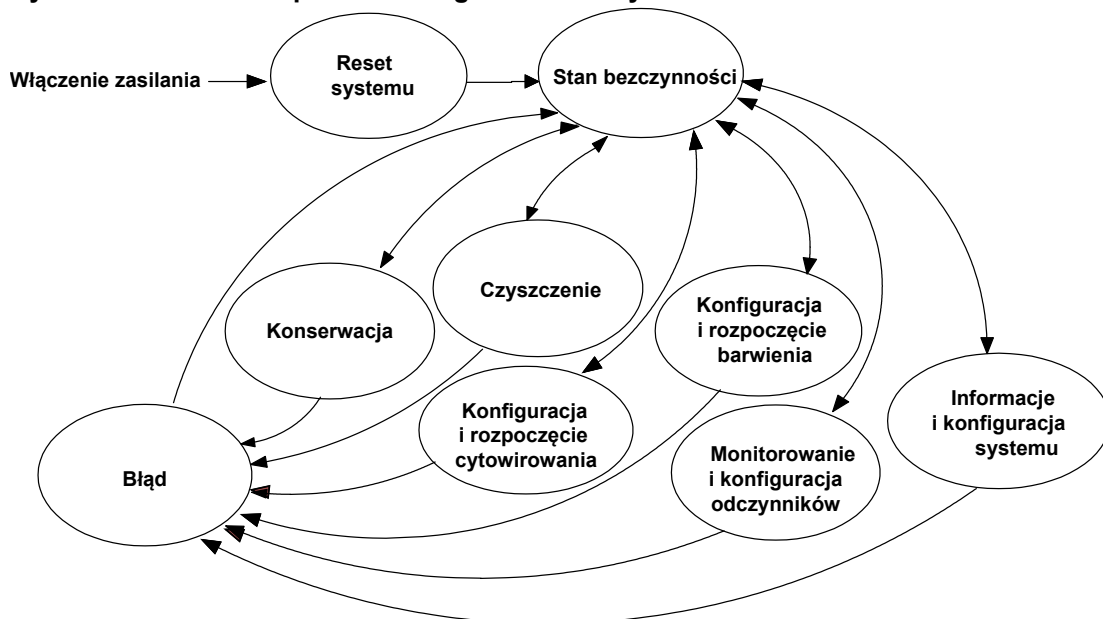 Włączenie zasilania
Reset
systemu
Stan bezczynności
Konserwacja
Czyszczenie
Konfiguracja
i rozpoczęcie
barwienia
Błąd
Konfiguracja
i rozpoczęcie
cytowirowania
Monitorowanie
i konfiguracja
odczynników
Informacje
i konfiguracja
systemu